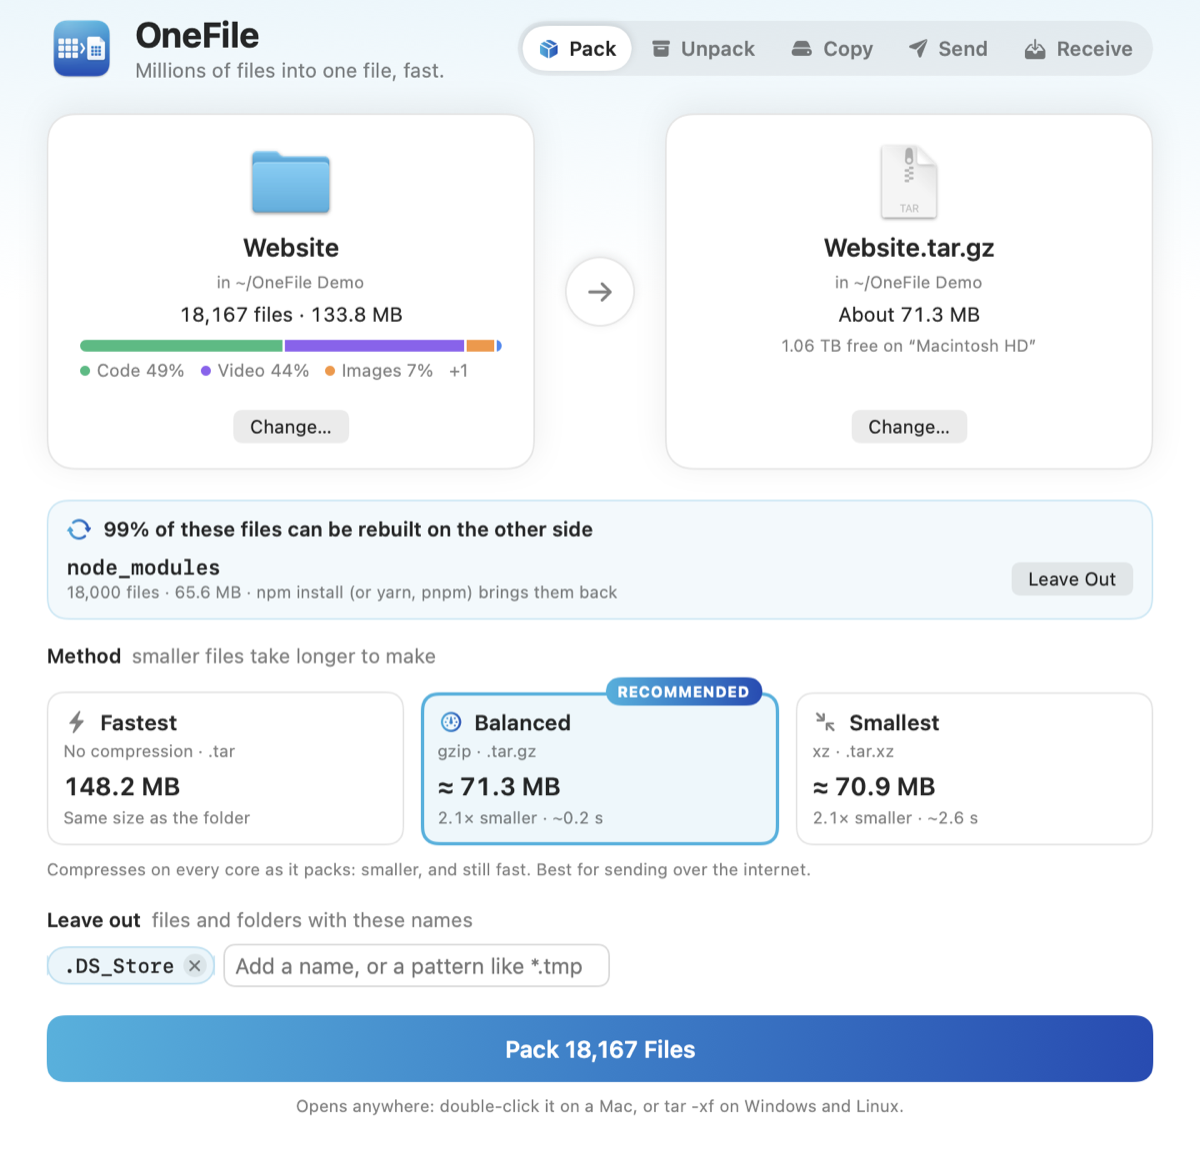 OneFile
Millions of files into one file, fast.
Pack
Unpack
Copy
Send
Receive
Website
in ~/OneFile Demo
18,167 files · 133.8 MB
Code 49%
Video 44%
Images 7%
+1
Change...
TAR
Website.tar.gz
in ~/OneFile Demo
About 71.3 MB
1.06 TB free on “Macintosh HD”
Change...
99% of these files can be rebuilt on the other side
node_modules
18,000 files · 65.6 MB · npm install (or yarn, pnpm) brings them back
Leave Out
Method smaller files take longer to make
Fastest
No compression · .tar
148.2 MB
Same size as the folder
RECOMMENDED
Balanced
gzip · .tar.gz
≈ 71.3 MB
2.1× smaller · ~0.2 s
Smallest
xz · .tar.xz
≈ 70.9 MB
2.1× smaller · ~2.6 s
Compresses on every core as it packs: smaller, and still fast. Best for sending over the internet.
Leave out files and folders with these names
.DS_Store
Add a name, or a pattern like *.tmp
Pack 18,167 Files
Opens anywhere: double-click it on a Mac, or tar -xf on Windows and Linux.